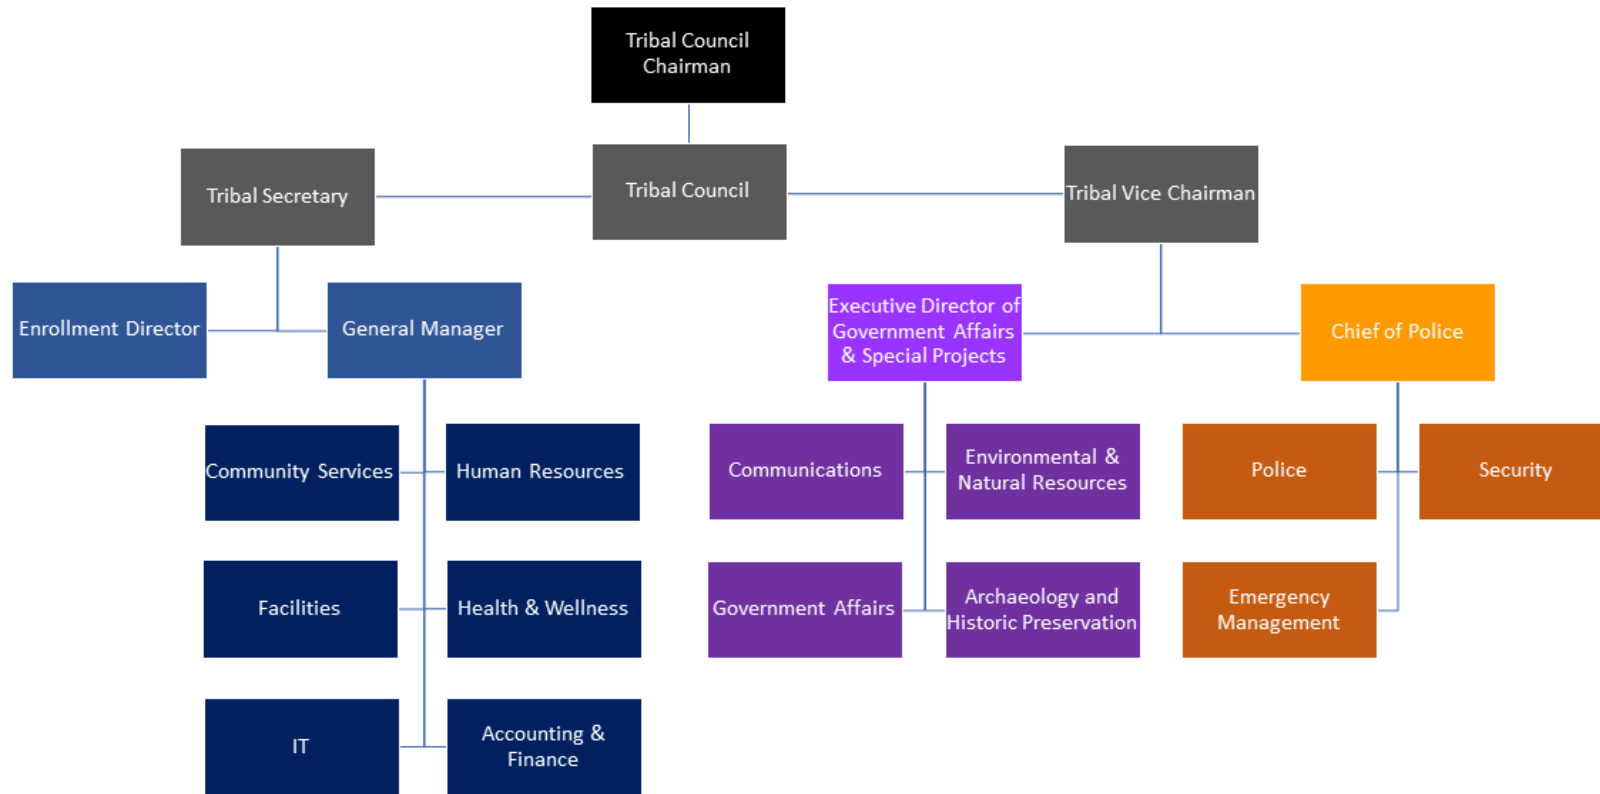 Tribal Council
Chairman
Tribal Secretary
Tribal Council
Tribal Vice Chairman
Enrollment Director
General Manager
Executive Director of
Government Affairs
& Special Projects
Chief of Police
Community Services
Human Resources
Communications
Environmental &
Natural Resources
Police
Security
Facilities
Health & Wellness
Government Affairs
Archaeology and
Historic Preservation
Emergency
Management
IT
Accounting &
Finance